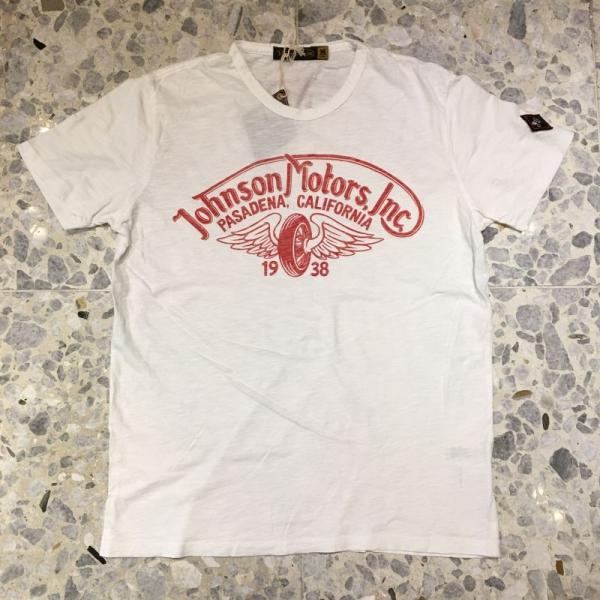 Johnson Motors, Inc.
PASADENA, CALIFORNIA
19 38